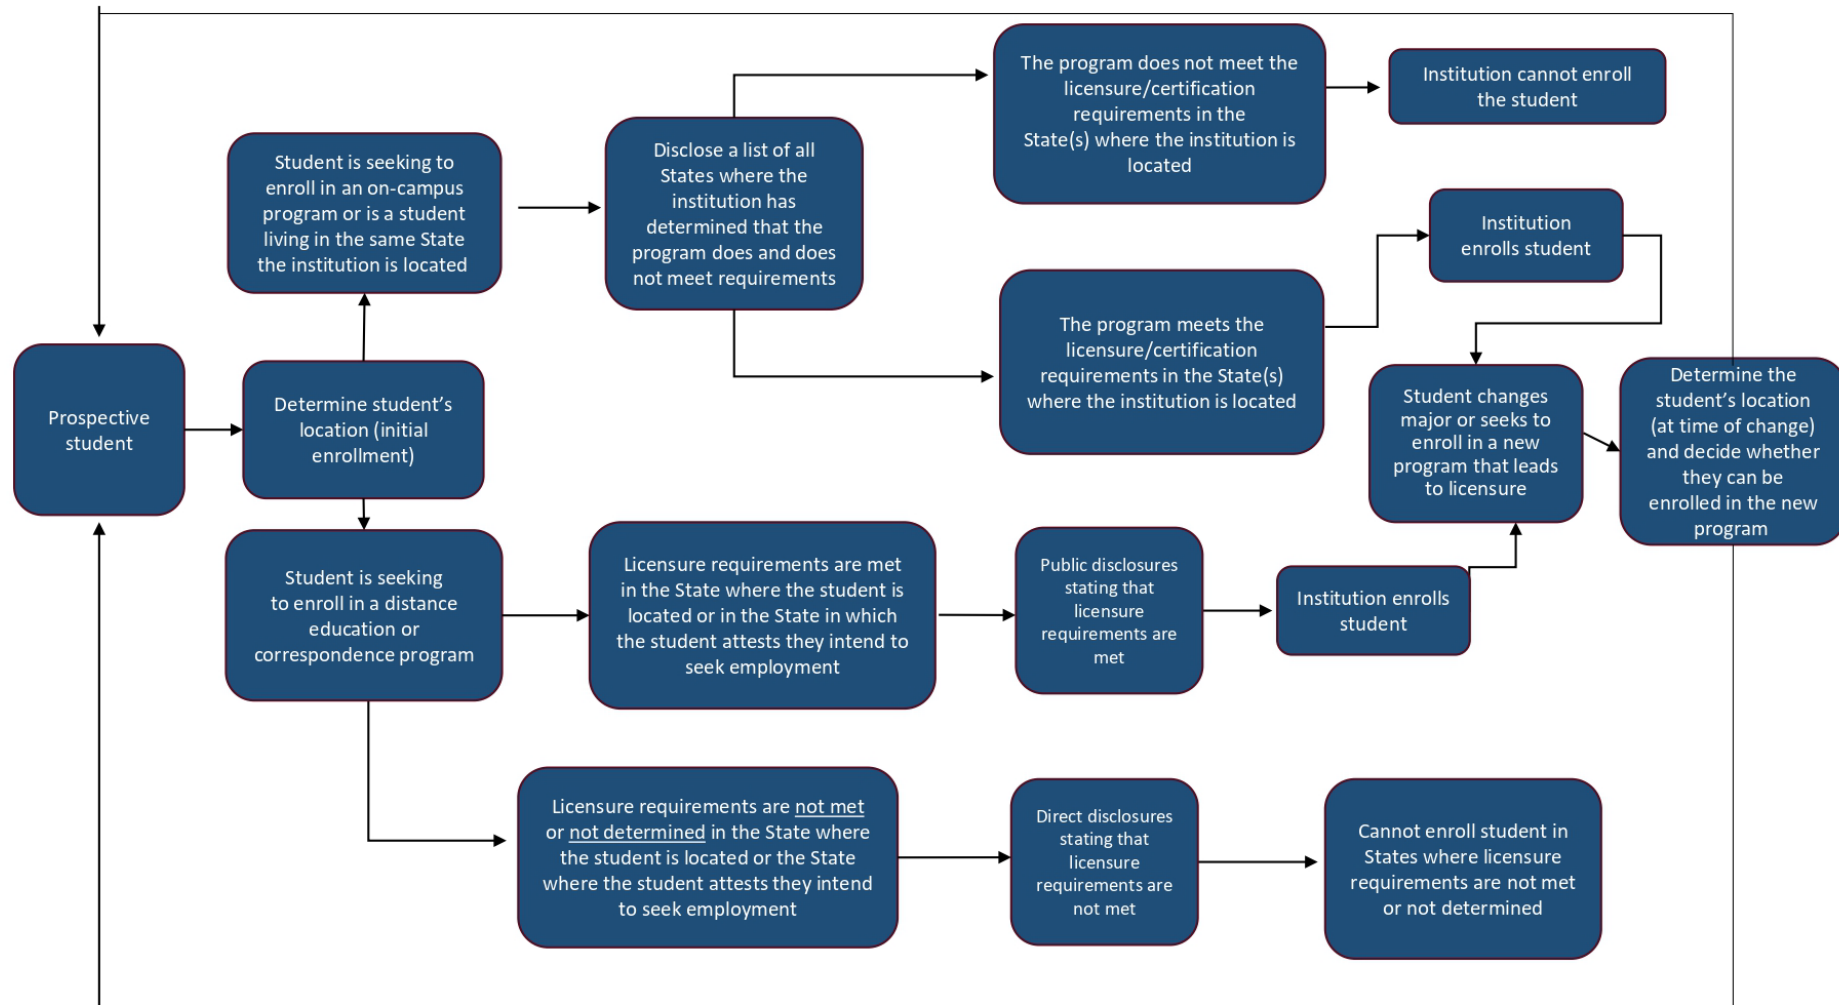 Prospective
student
Determine student’s
location (initial
enrollment)
Student is seeking to
enroll in an on-campus
program or is a student
living in the same State
the institution is located
Disclose a list of all
States where the
institution has
determined that the
program does and does
not meet requirements
The program does not meet the
licensure/certification
requirements in the
State(s) where the institution is
located
Institution cannot enroll
the student
The program meets the
licensure/certification
requirements in the State(s)
where the institution is located
Institution
enrolls student
Student changes
major or seeks to
enroll in a new
program that leads
to licensure
Determine the
student’s location
(at time of change)
and decide whether
they can be
enrolled in the new
program
Student is seeking
to enroll in a distance
education or
correspondence program
Licensure requirements are met
in the State where the student is
located or in the State in which
the student attests they intend to
seek employment
Public disclosures
stating that
licensure
requirements are
met
Institution enrolls
student
Licensure requirements are not met
or not determined in the State where
the student is located or the State
where the student attests they intend
to seek employment
Direct disclosures
stating that
licensure
requirements are
not met
Cannot enroll student in
States where licensure
requirements are not met
or not determined